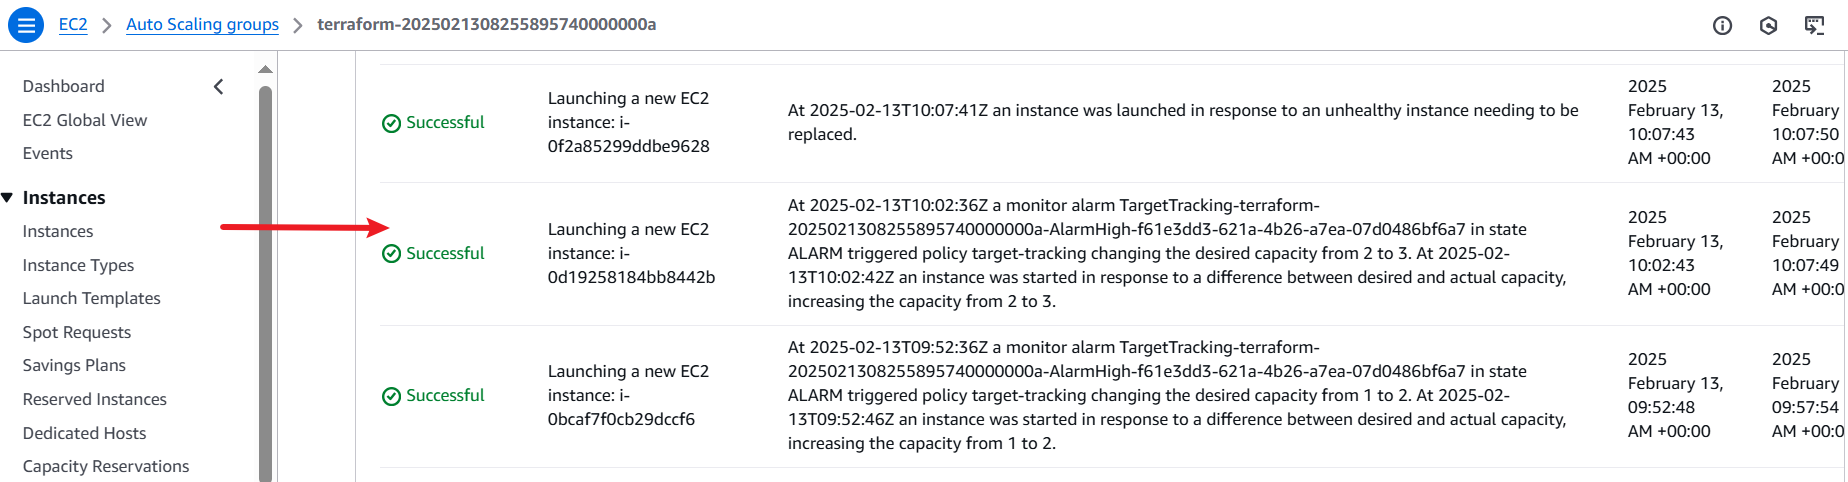 EC2 > Auto Scaling groups > terraform-2025021308255895740000000a
Dashboard
EC2 Global View
Events
Instances
Instances
Instance Types
Launch Templates
Spot Requests
Savings Plans
Reserved Instances
Dedicated Hosts
Capacity Reservations
Successful
Launching a new EC2
instance: i-
0f2a85299ddbe9628
At 2025-02-13T10:07:41Z an instance was launched in response to an unhealthy instance needing to be
replaced.
2025
February 13,
10:07:43
AM +00:00
2025
February
10:07:50
AM +00:0
Successful
Launching a new EC2
instance: i-
0d19258184bb8442b
At 2025-02-13T10:02:36Z a monitor alarm TargetTracking-terraform-
2025021308255895740000000a-AlarmHigh-f61e3dd3-621a-4b26-a7ea-07d0486bf6a7 in state
ALARM triggered policy target-tracking changing the desired capacity from 2 to 3. At 2025-02-
13T10:02:42Z an instance was started in response to a difference between desired and actual capacity,
increasing the capacity from 2 to 3.
2025
February 13,
10:02:43
AM +00:00
2025
February
10:07:49
AM +00:0
Successful
Launching a new EC2
instance: i-
0bcaf7f0cb29dccf6
At 2025-02-13T09:52:36Z a monitor alarm TargetTracking-terraform-
2025021308255895740000000a-AlarmHigh-f61e3dd3-621a-4b26-a7ea-07d0486bf6a7 in state
ALARM triggered policy target-tracking changing the desired capacity from 1 to 2. At 2025-02-
13T09:52:46Z an instance was started in response to a difference between desired and actual capacity,
increasing the capacity from 1 to 2.
2025
February 13,
09:52:48
AM +00:00
2025
February
09:57:54
AM +00:0